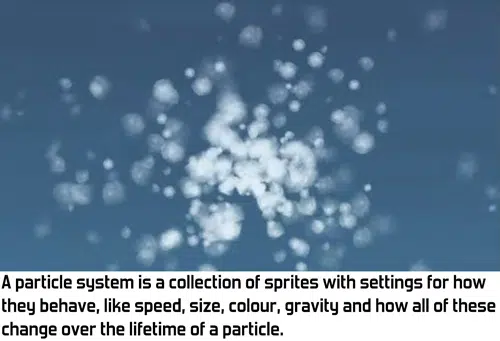 A particle system is a collection of sprites with settings for how
they behave, like speed, size, colour, gravity and how all of these
change over the lifetime of a particle.